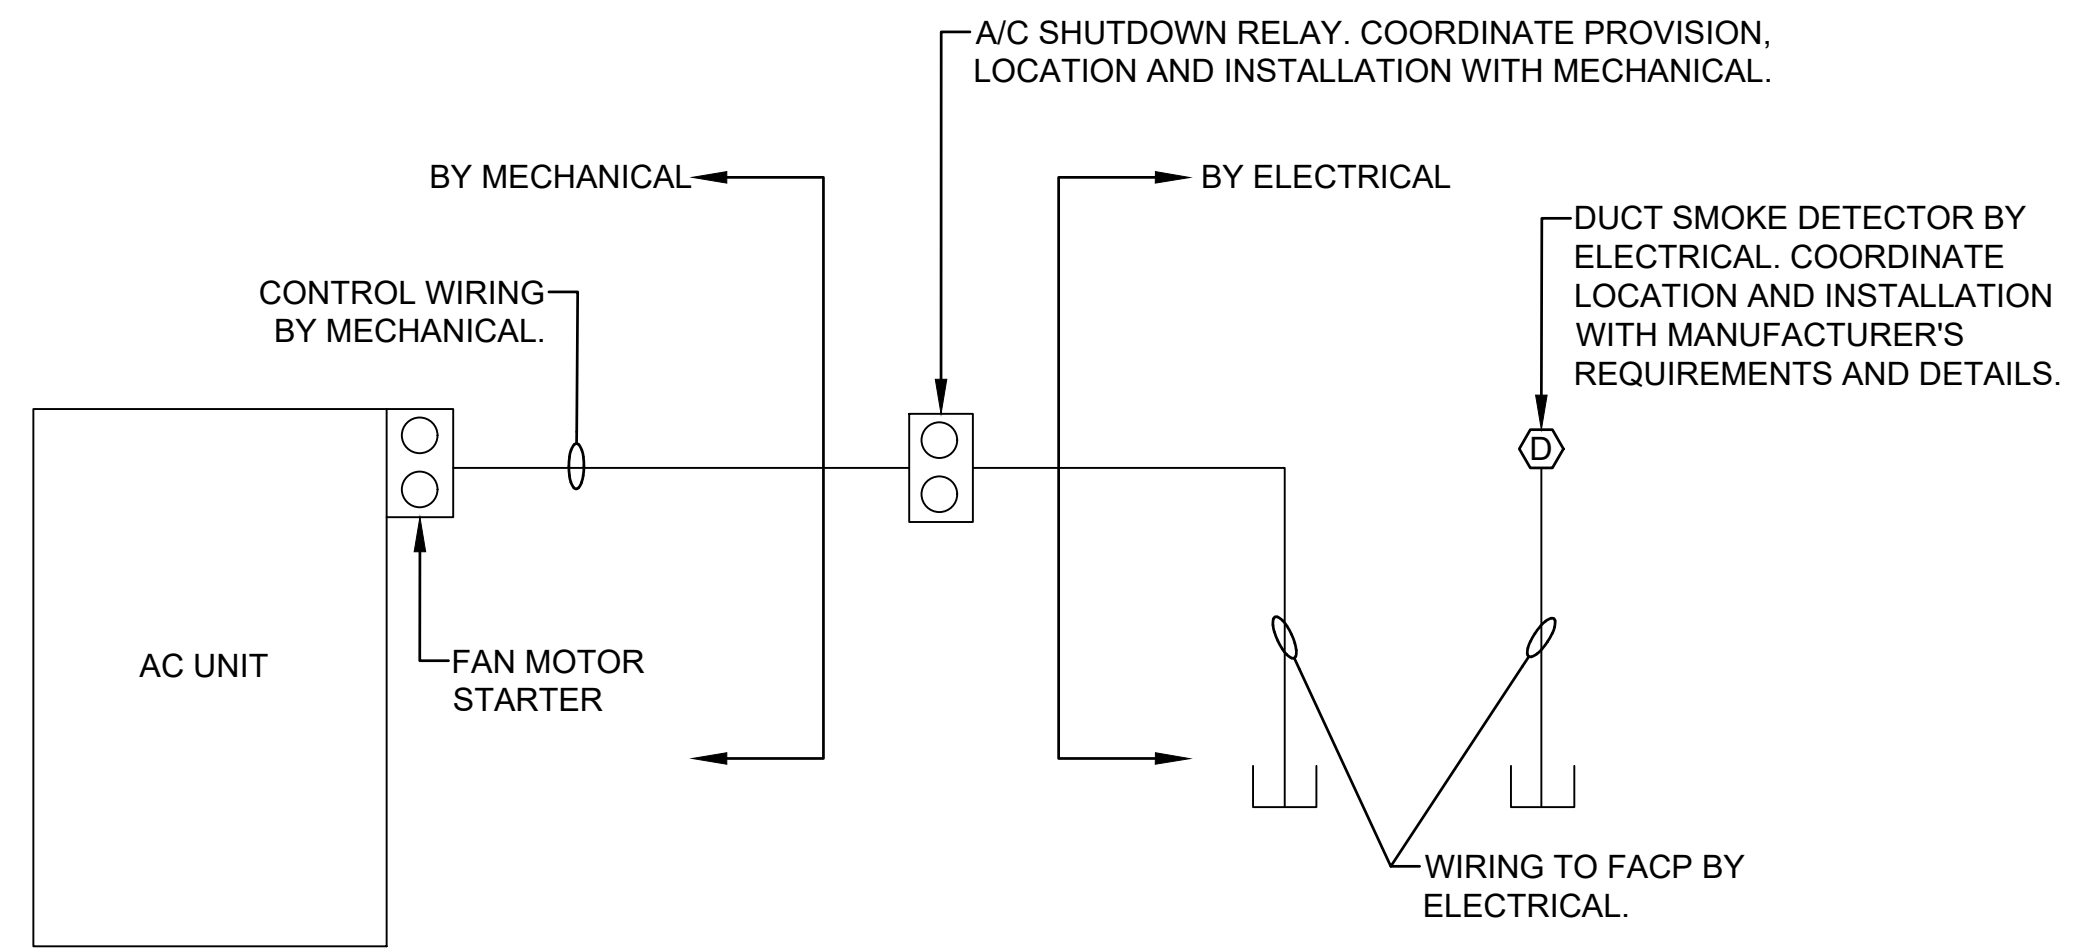 A/C SHUTDOWN RELAY. COORDINATE PROVISION,
LOCATION AND INSTALLATION WITH MECHANICAL.
BY MECHANICAL
BY ELECTRICAL
DUCT SMOKE DETECTOR BY
ELECTRICAL. COORDINATE
LOCATION AND INSTALLATION
WITH MANUFACTURER'S
REQUIREMENTS AND DETAILS.
CONTROL WIRING
BY MECHANICAL.
D
AC UNIT
FAN MOTOR
STARTER
WIRING TO FACP BY
ELECTRICAL.